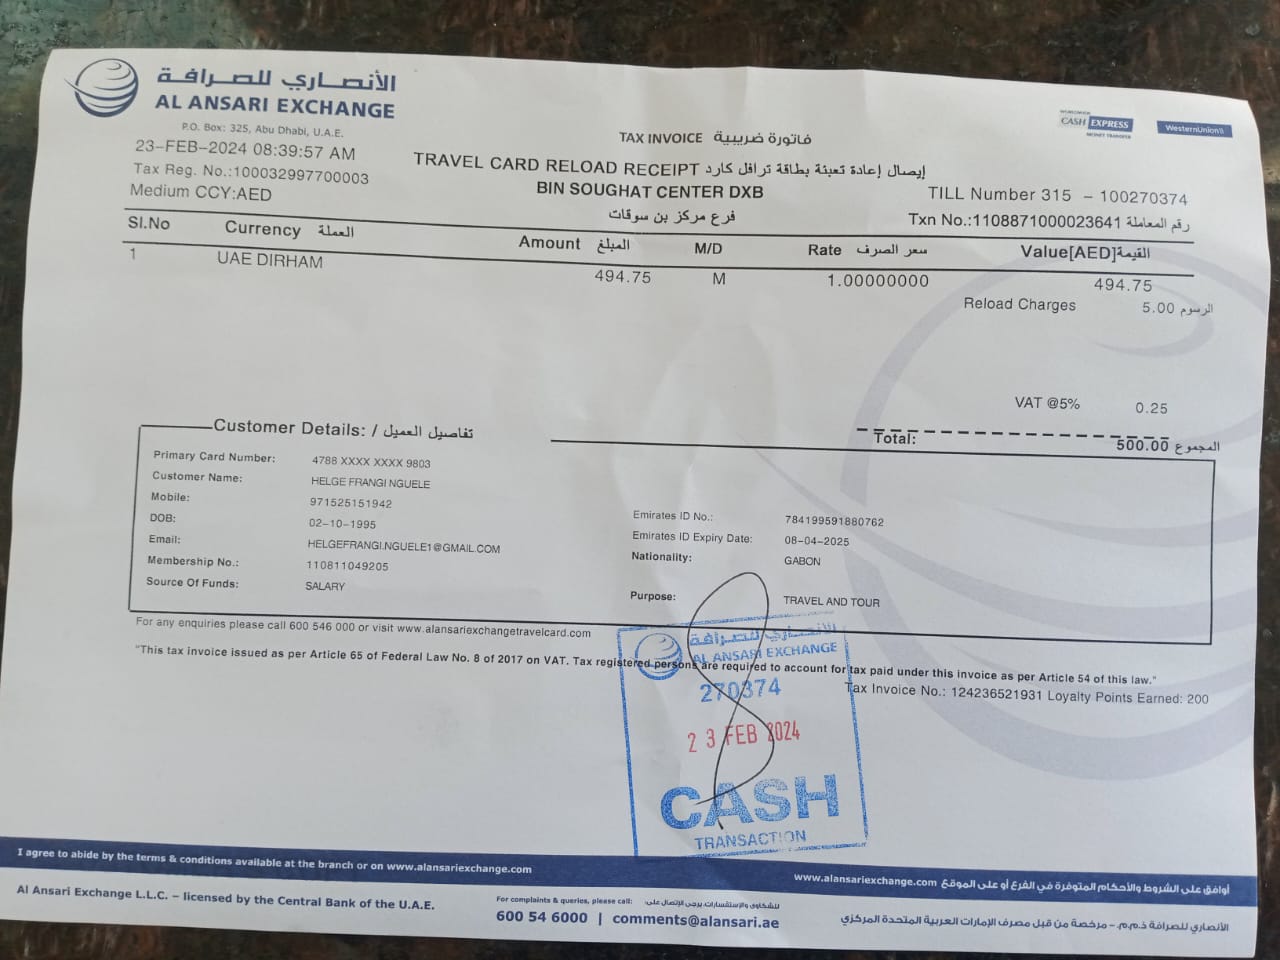 الأنصاري للصرافة
AL ANSARI EXCHANGE
P.O. Box: 325, Abu Dhabi, U.A.E.
WORLDWIDE CASH EXPRESS MONEY TRANSFER
WesternUnion
23-FEB-2024 08:39:57 AM
TAX INVOICE فاتورة ضريبية
Tax Reg. No.:100032997700003
TRAVEL CARD RELOAD RECEIPT إيصال إعادة تعبئة بطاقة ترافل كارد
Medium CCY:AED
BIN SOUGHAT CENTER DXB
TILL Number 315 - 100270374
فرع مركز بن سوقات
Txn No.:1108871000023641 رقم المعاملة
Sl.No Currency العملة Amount المبلغ M/D Rate سعر الصرف Value[AED]القيمة
1 UAE DIRHAM 494.75 M 1.00000000 494.75
Reload Charges 5.00 الرسوم
VAT @5% 0.25
Total: 500.00 المجموع
Customer Details: / تفاصيل العميل
Primary Card Number: 4788 XXXX XXXX 9803
Customer Name: HELGE FRANGI NGUELE
Mobile: 971525151942
DOB: 02-10-1995
Email: HELGEFRANGI.NGUELE1@GMAIL.COM
Membership No.: 110811049205
Source Of Funds: SALARY
Emirates ID No.: 784199591880762
Emirates ID Expiry Date: 08-04-2025
Nationality: GABON
Purpose: TRAVEL AND TOUR
For any enquiries please call 600 546 000 or visit www.alansariexchangetravelcard.com
"This tax invoice issued as per Article 65 of Federal Law No. 8 of 2017 on VAT. Tax registered persons are required to account for tax paid under this invoice as per Article 54 of this law."
Tax Invoice No.: 124236521931 Loyalty Points Earned: 200
الأنصاري للصرافة
AL ANSARI EXCHANGE
270374
23 FEB 2024
CASH
TRANSACTION
I agree to abide by the terms & conditions available at the branch or on www.alansariexchange.com
أوافق على الشروط والأحكام المتوفرة في الفرع أو على الموقع www.alansariexchange.com
Al Ansari Exchange L.L.C. – licensed by the Central Bank of the U.A.E.
For complaints & queries, please call: للشكاوى والإستفسارات، يرجى الإتصال على:
600 54 6000 | comments@alansari.ae
الأنصاري للصرافة ذ.م.م. – مرخصة من قبل مصرف الإمارات العربية المتحدة المركزي